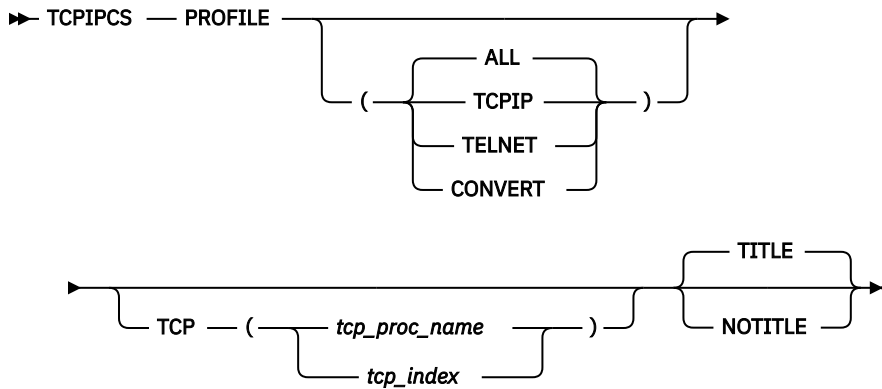 TCPIPCS PROFILE
ALL
( TCPIP )
TELNET
CONVERT
TITLE
TCP ( tcp_proc_name ) NOTITLE
tcp_index